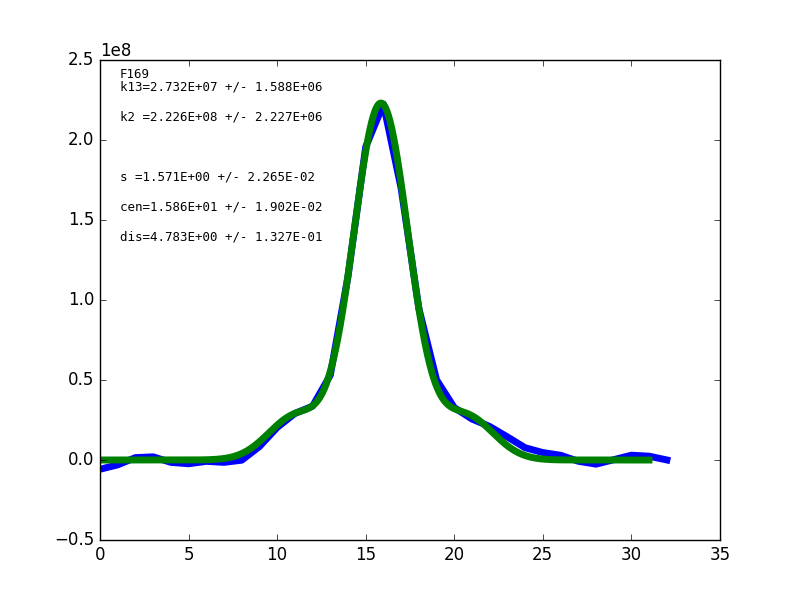 1e8
2.5
2.0
1.5
1.0
0.5
0.0
−0.5
F169
k13=2.732E+07 +/- 1.588E+06
k2 =2.226E+08 +/- 2.227E+06
s =1.571E+00 +/- 2.265E-02
cen=1.586E+01 +/- 1.902E-02
dis=4.783E+00 +/- 1.327E-01
0 5 10 15 20 25 30 35